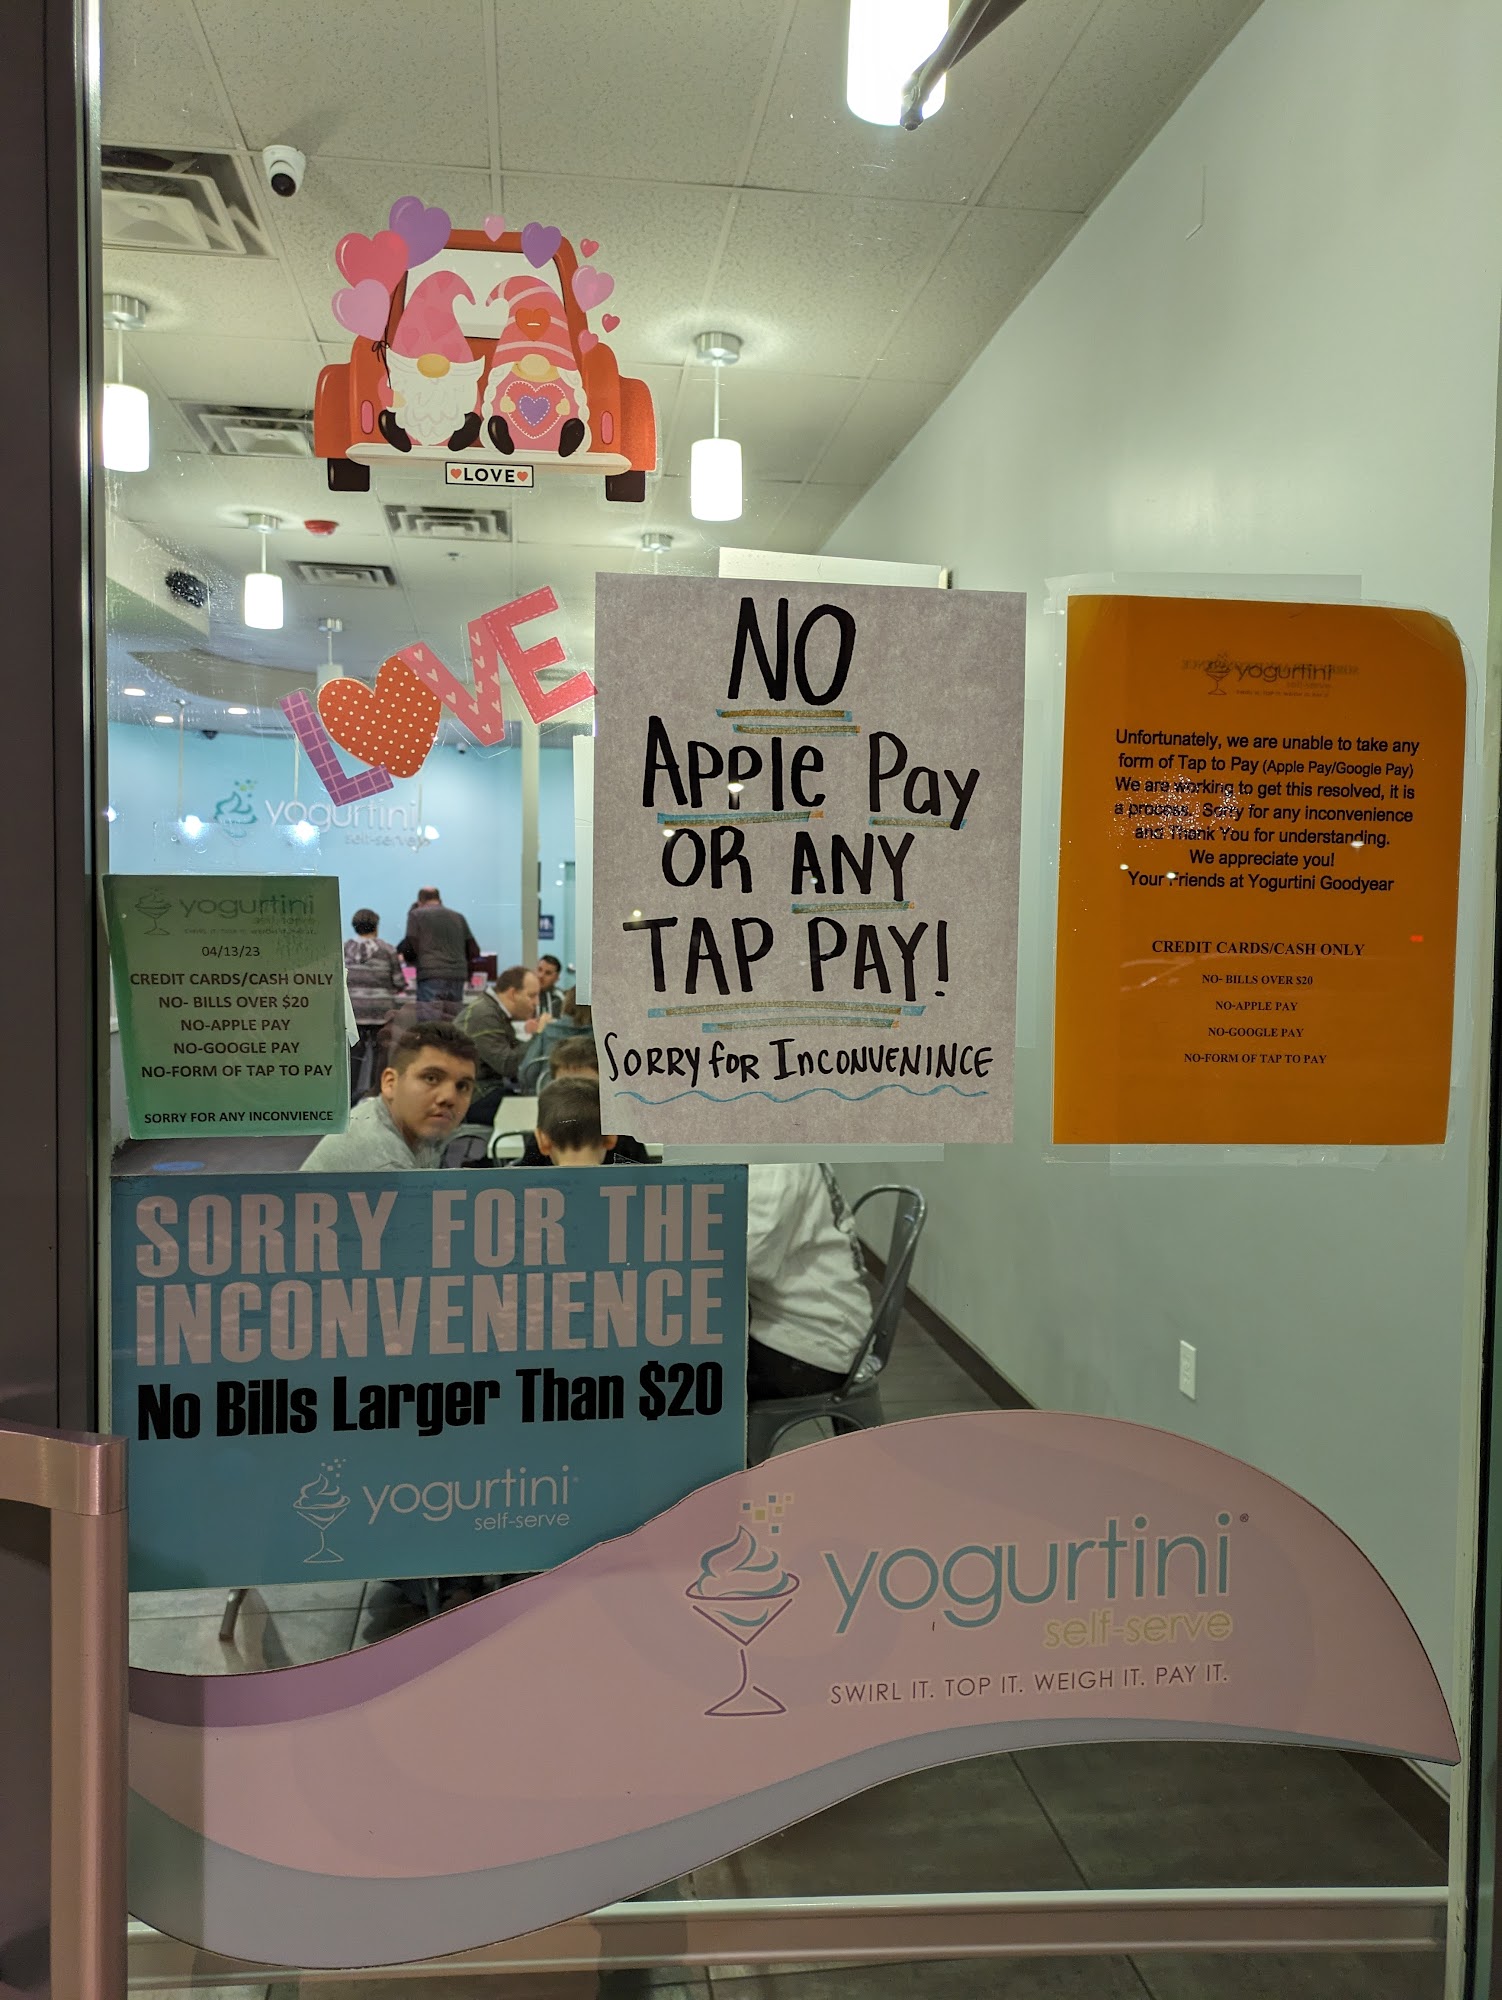 LOVE
LOVE
yogurtini
self-serve
NO
Apple Pay
OR ANY
TAP PAY!
SORRY for INCONVENINCE
yogurtini
Unfortunately, we are unable to take any
form of Tap to Pay (Apple Pay/Google Pay)
We are working to get this resolved, it is
a process. Sorry for any inconvenience
and Thank You for understanding.
We appreciate you!
Your Friends at Yogurtini Goodyear
CREDIT CARDS/CASH ONLY
NO- BILLS OVER $20
NO-APPLE PAY
NO-GOOGLE PAY
NO-FORM OF TAP TO PAY
yogurtini
04/13/23
CREDIT CARDS/CASH ONLY
NO- BILLS OVER $20
NO-APPLE PAY
NO-GOOGLE PAY
NO-FORM OF TAP TO PAY
SORRY FOR ANY INCONVIENCE
SORRY FOR THE
INCONVENIENCE
No Bills Larger Than $20
yogurtini
self-serve
yogurtini®
self-serve
SWIRL IT. TOP IT. WEIGH IT. PAY IT.